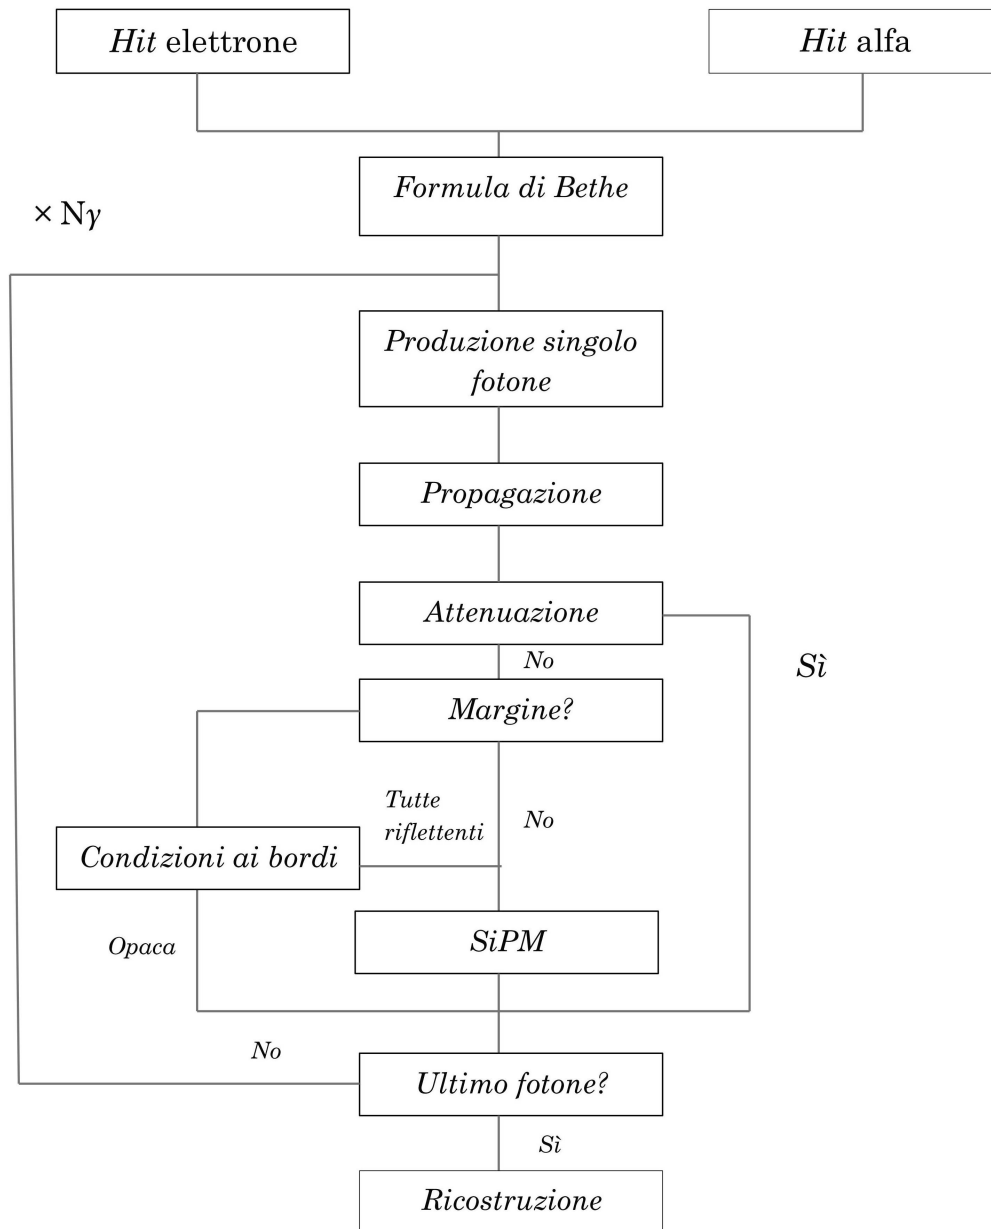 Hit elettrone
Hit alfa
Formula di Bethe
× Nγ
Produzione singolo
fotone
Propagazione
Attenuazione
No
Sì
Margine?
Tutte
riflettenti
No
Condizioni ai bordi
SiPM
Opaca
No
Ultimo fotone?
Sì
Ricostruzione